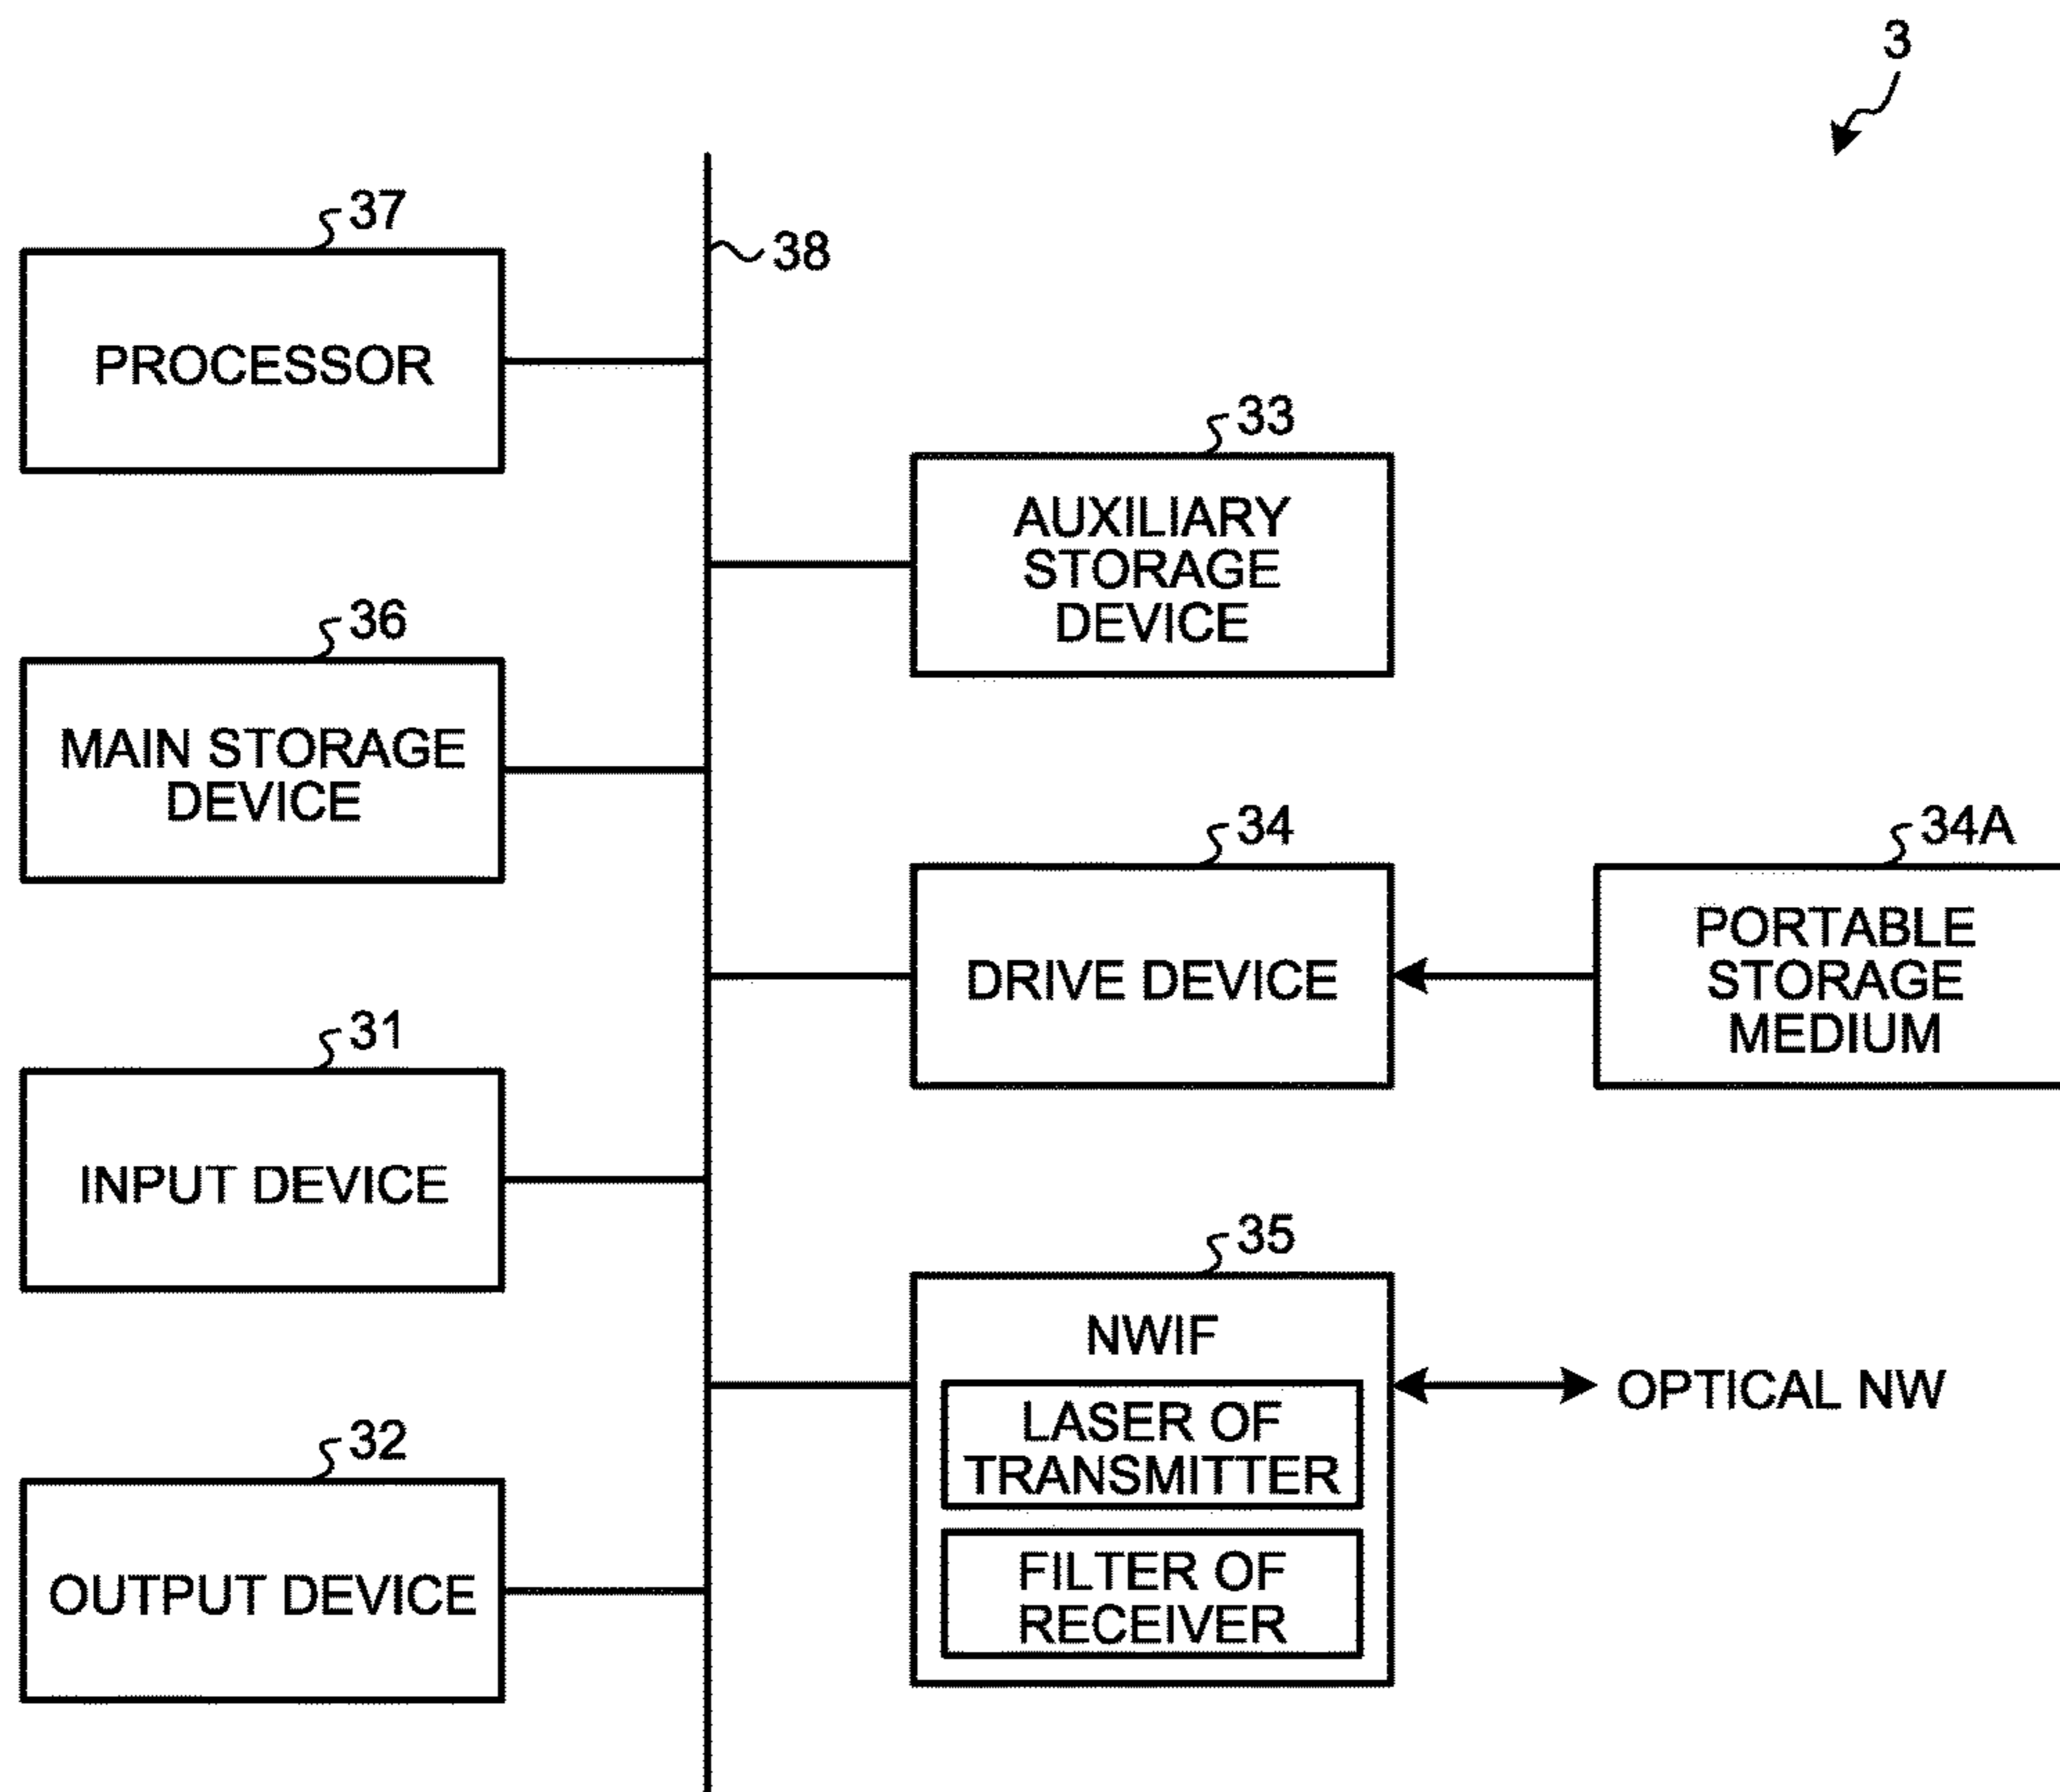 3
37
PROCESSOR
38
33
AUXILIARY
STORAGE
DEVICE
36
MAIN STORAGE
DEVICE
34
DRIVE DEVICE
34A
PORTABLE
STORAGE
MEDIUM
31
INPUT DEVICE
35
NWIF
LASER OF
TRANSMITTER
FILTER OF
RECEIVER
OPTICAL NW
32
OUTPUT DEVICE